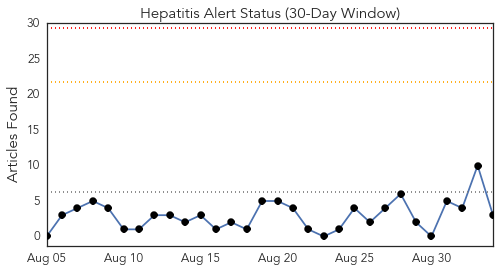 Hepatitis Alert Status (30-Day Window)
Articles Found
30
25
20
15
10
5
0
Aug 05 Aug 10 Aug 15 Aug 20 Aug 25 Aug 30